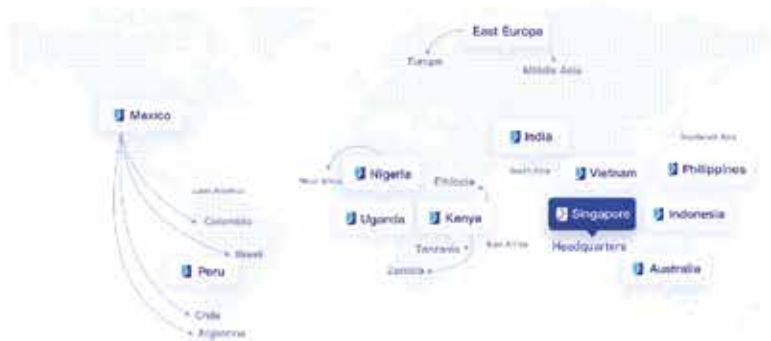 East Europe
Europe
Middle Asia
Mexico
India
Southeast Asia
South Asia
Nigeria
West Africa
Ethiopia
Vietnam
Philippines
Latin America
Colombia
Uganda
Kenya
Singapore
Indonesia
Brazil
Tanzania
East Africa
Headquarters
Peru
Zambia
Australia
Chile
Argentina